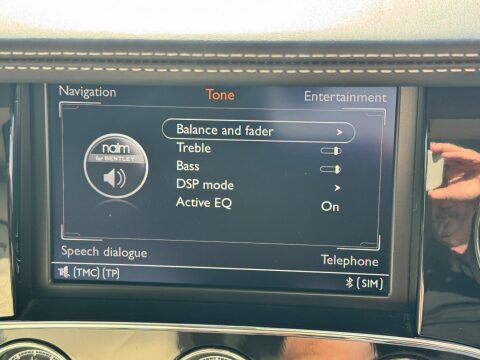 Navigation Tone Entertainment
Balance and fader >
naim
for BENTLEY
Treble
Bass
DSP mode >
Active EQ On
Speech dialogue Telephone
(TMC) (TP) (SIM)